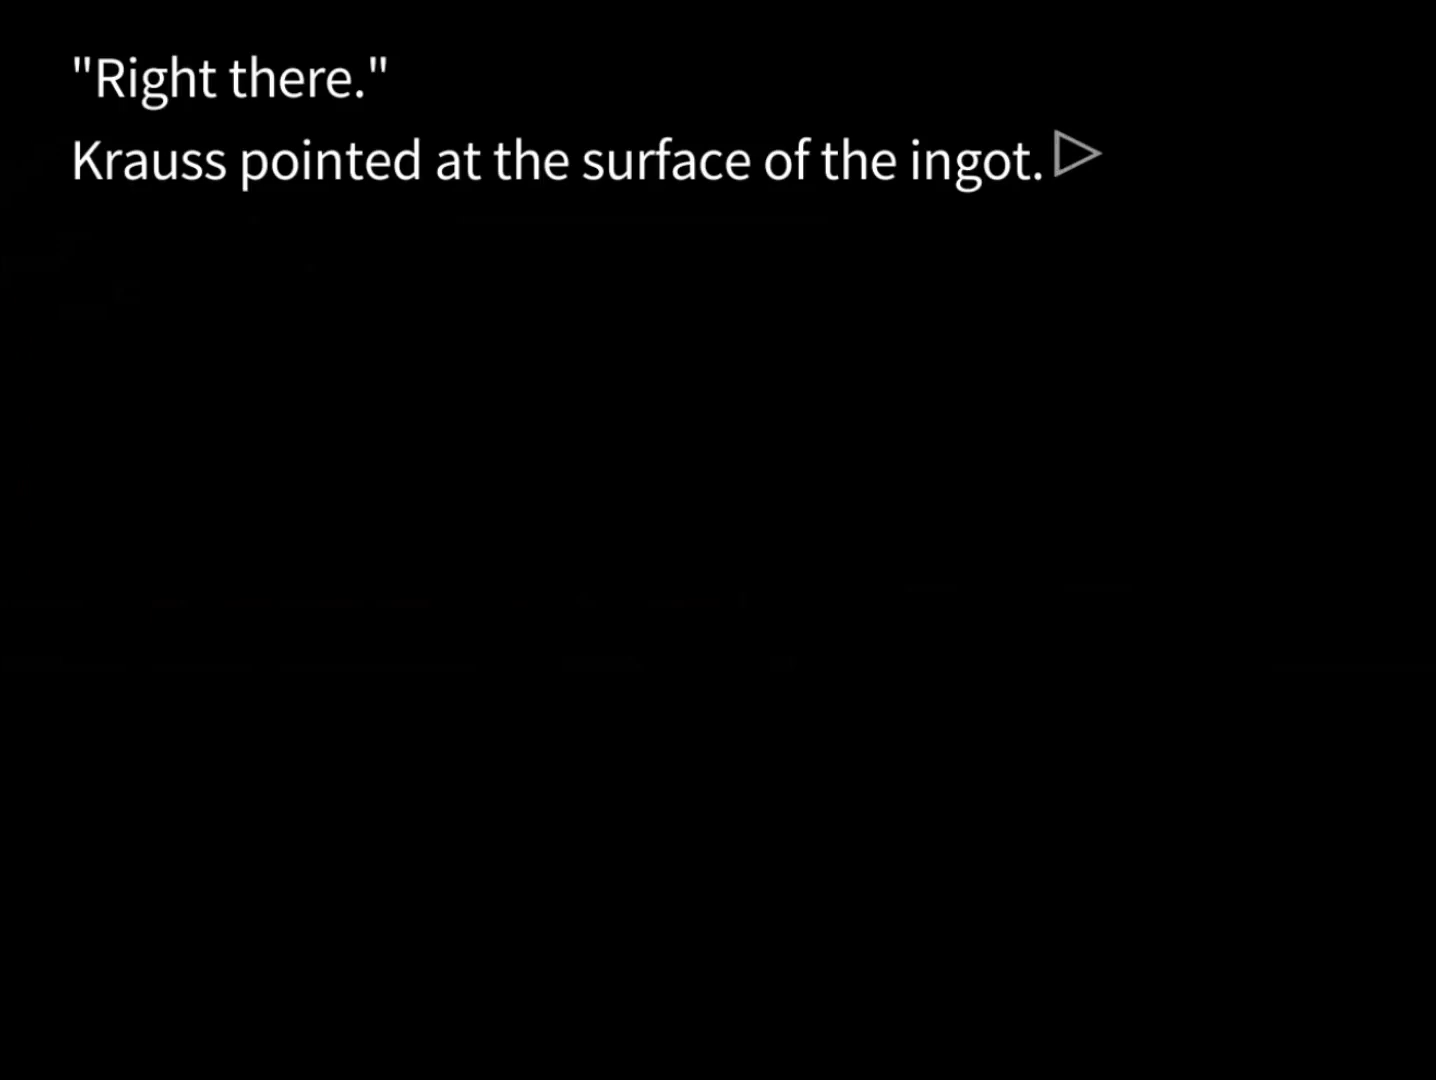 "Right there."
Krauss pointed at the surface of the ingot.